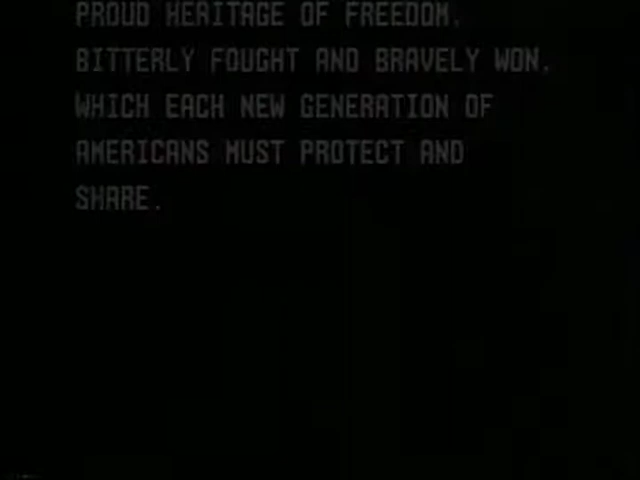 PROUD HERITAGE OF FREEDOM.
BITTERLY FOUGHT AND BRAVELY WON.
WHICH EACH NEW GENERATION OF
AMERICANS MUST PROTECT AND
SHARE.